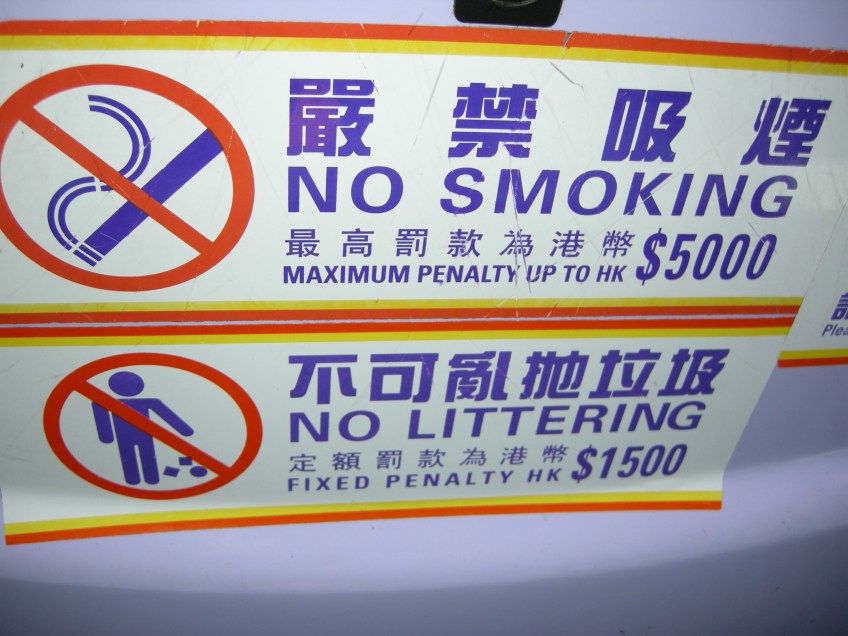 嚴禁吸煙
NO SMOKING
最高罰款為港幣 $5000
MAXIMUM PENALTY UP TO HK
不可亂拋垃圾
NO LITTERING
定額罰款為港幣 $1500
FIXED PENALTY HK